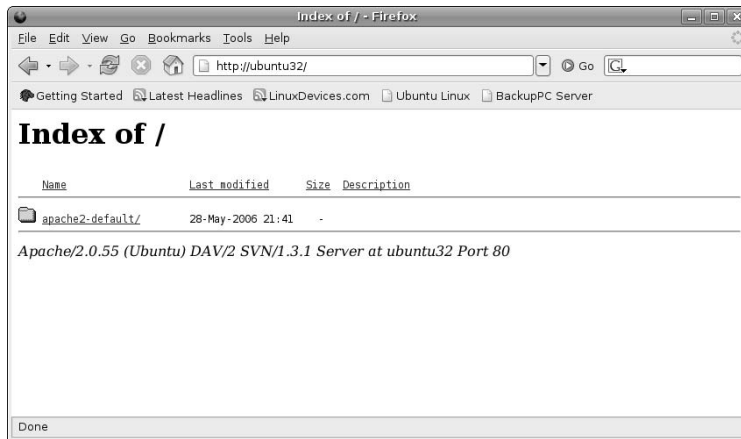 Index of / - Firefox
File Edit View Go Bookmarks Tools Help
http://ubuntu32/ Go G
Getting Started Latest Headlines LinuxDevices.com Ubuntu Linux BackupPC Server
Index of /
Name Last modified Size Description
apache2-default/ 28-May-2006 21:41 -
Apache/2.0.55 (Ubuntu) DAV/2 SVN/1.3.1 Server at ubuntu32 Port 80
Done